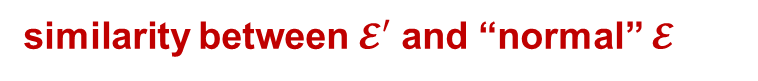 similarity between ℰ′ and “normal” ℰ